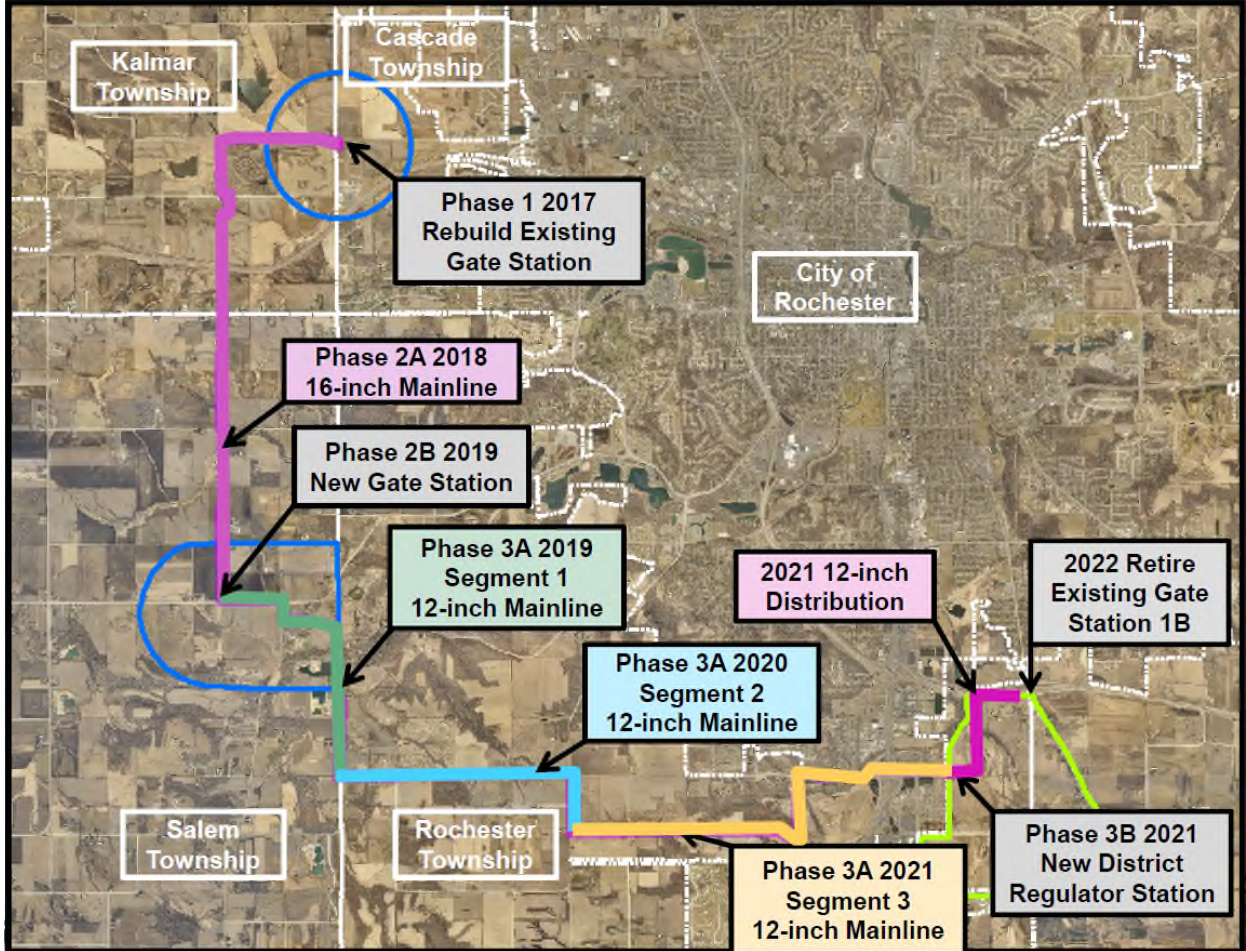 Kalmar
Township
Cascade
Township
Phase 1 2017
Rebuild Existing
Gate Station
City of
Rochester
Phase 2A 2018
16-inch Mainline
Phase 2B 2019
New Gate Station
Phase 3A 2019
Segment 1
12-inch Mainline
2021 12-inch
Distribution
2022 Retire
Existing Gate
Station 1B
Phase 3A 2020
Segment 2
12-inch Mainline
Salem
Township
Rochester
Township
Phase 3A 2021
Segment 3
12-inch Mainline
Phase 3B 2021
New District
Regulator Station